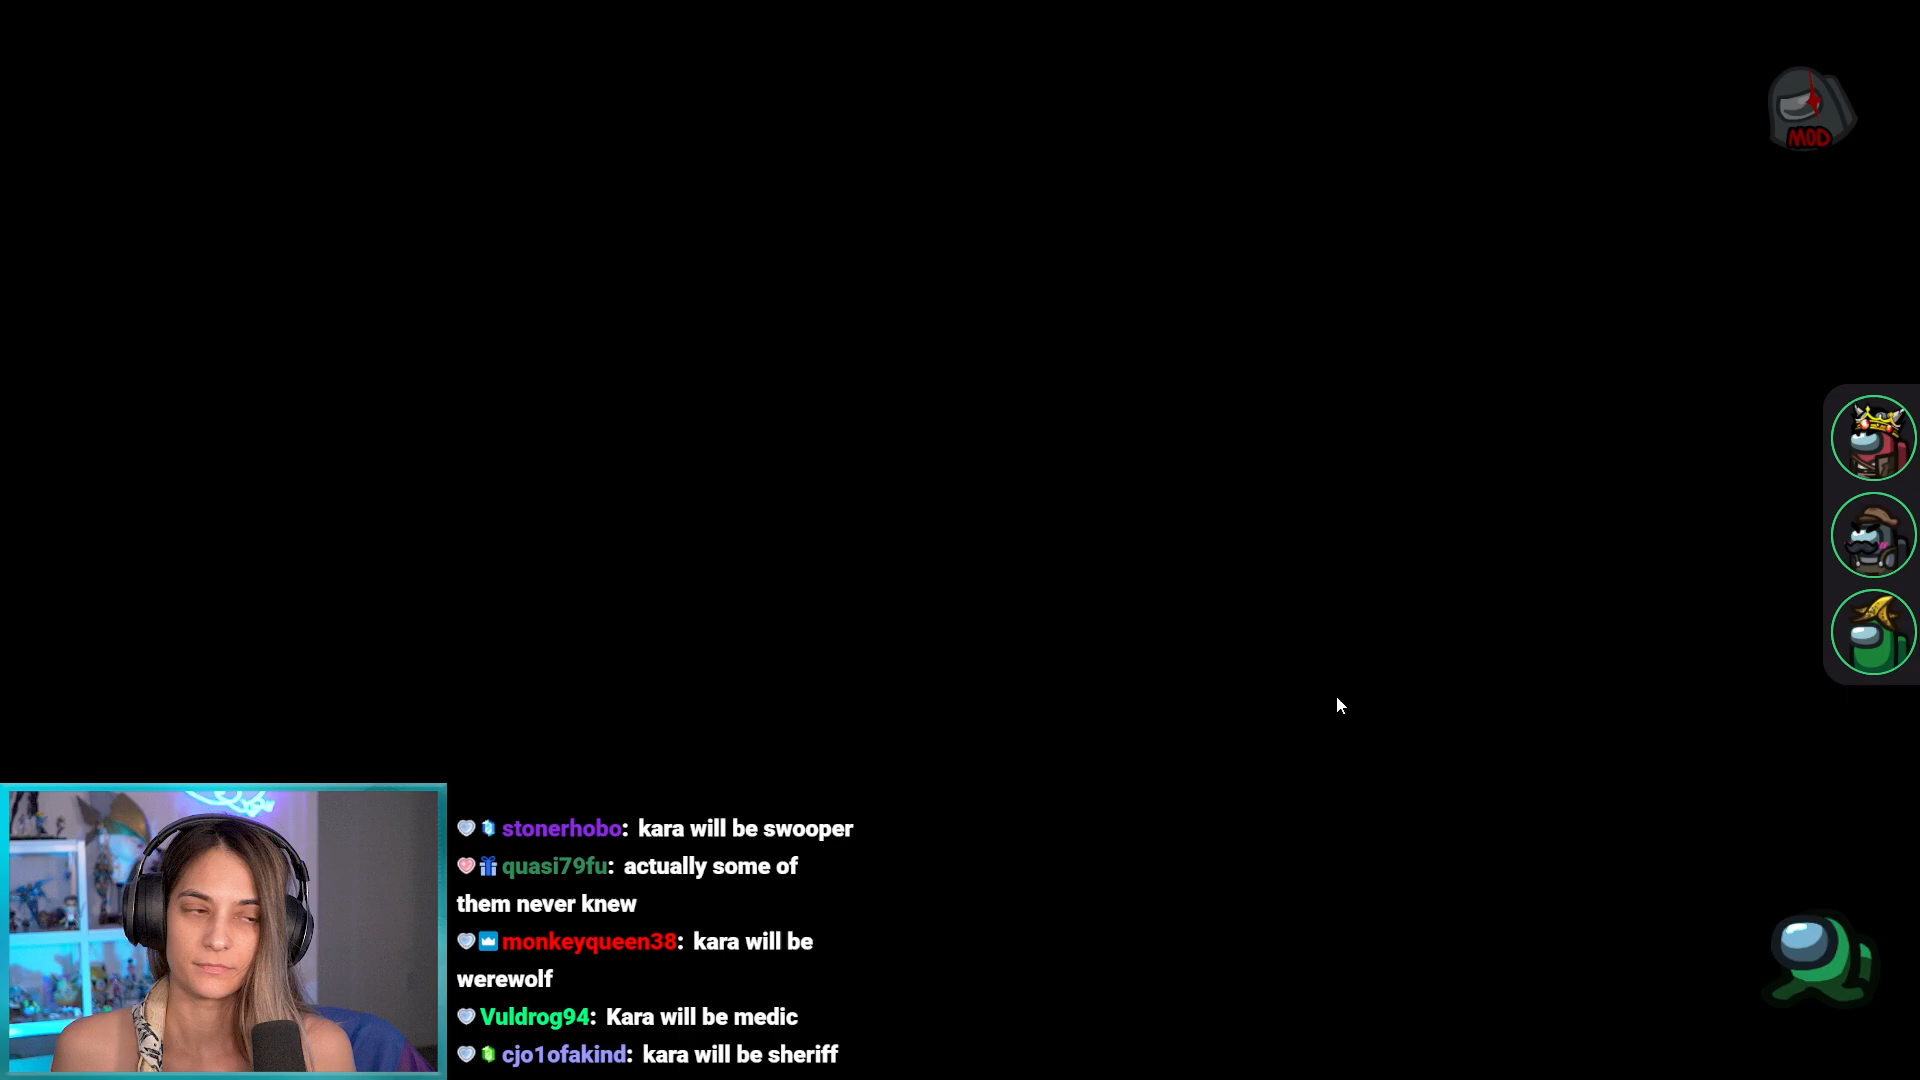 MOD
stonerhobo: kara will be swooper
quasi79fu: actually some of
them never knew
monkeyqueen38: kara will be
werewolf
Vuldrog94: Kara will be medic
cjo1ofakind: kara will be sheriff